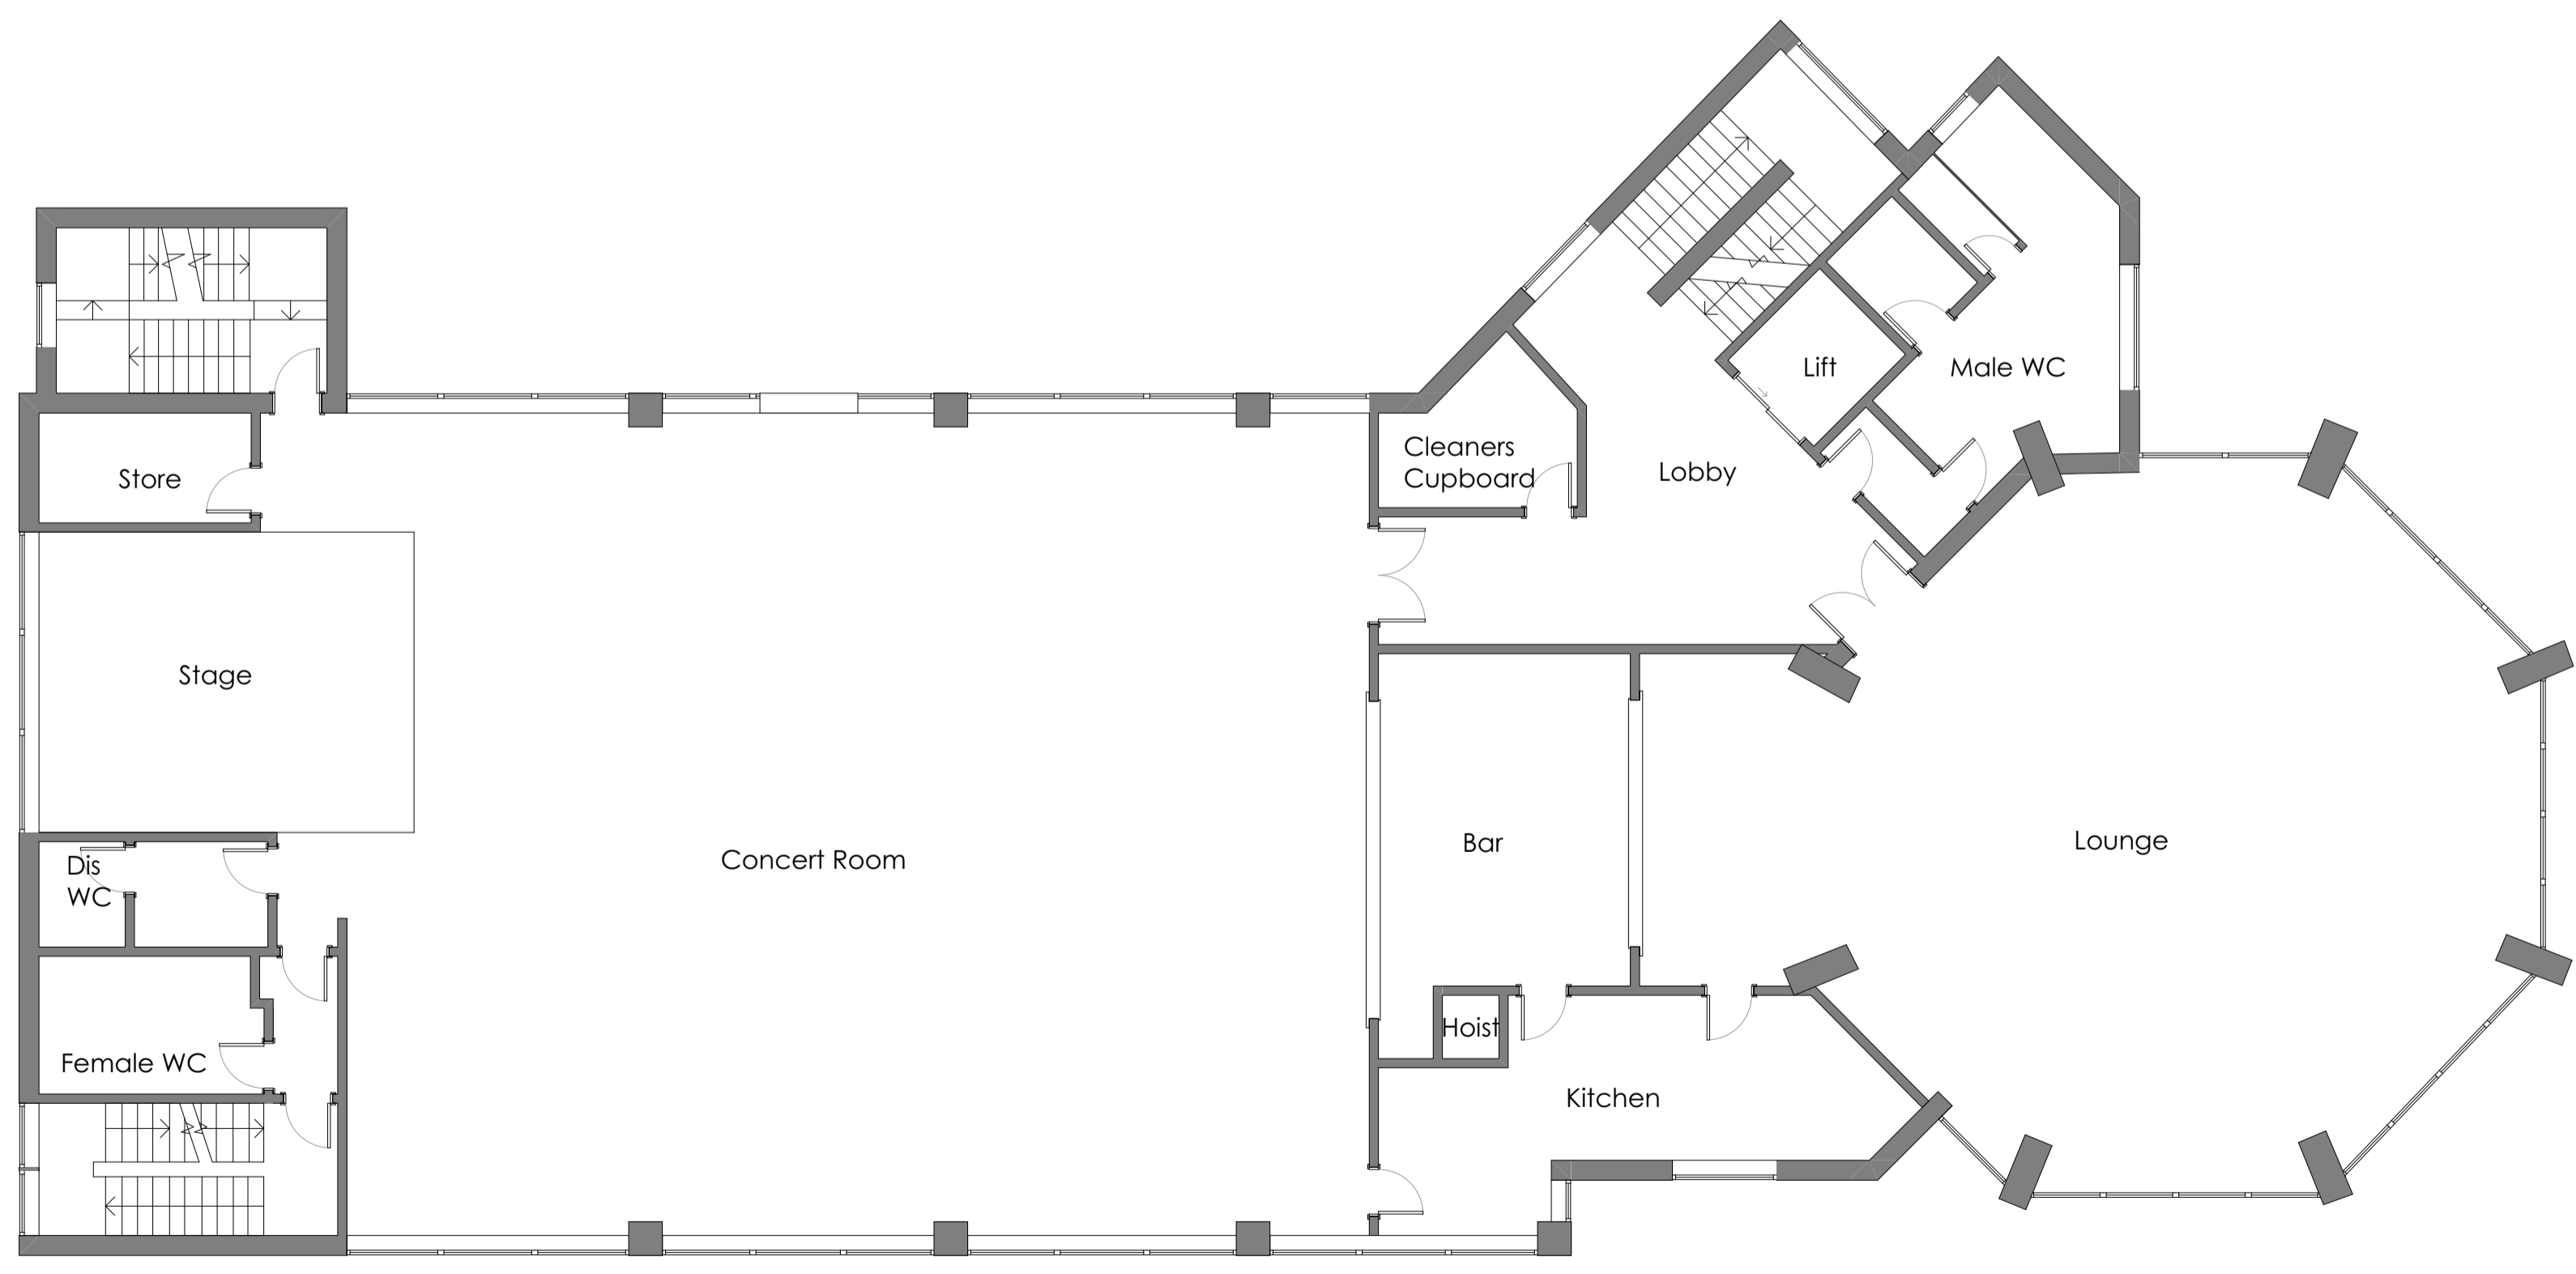 Lift
Male WC
Cleaners
Cupboard
Lobby
Store
Stage
Bar
Lounge
Concert Room
Dis
WC
Hoist
Female WC
Kitchen